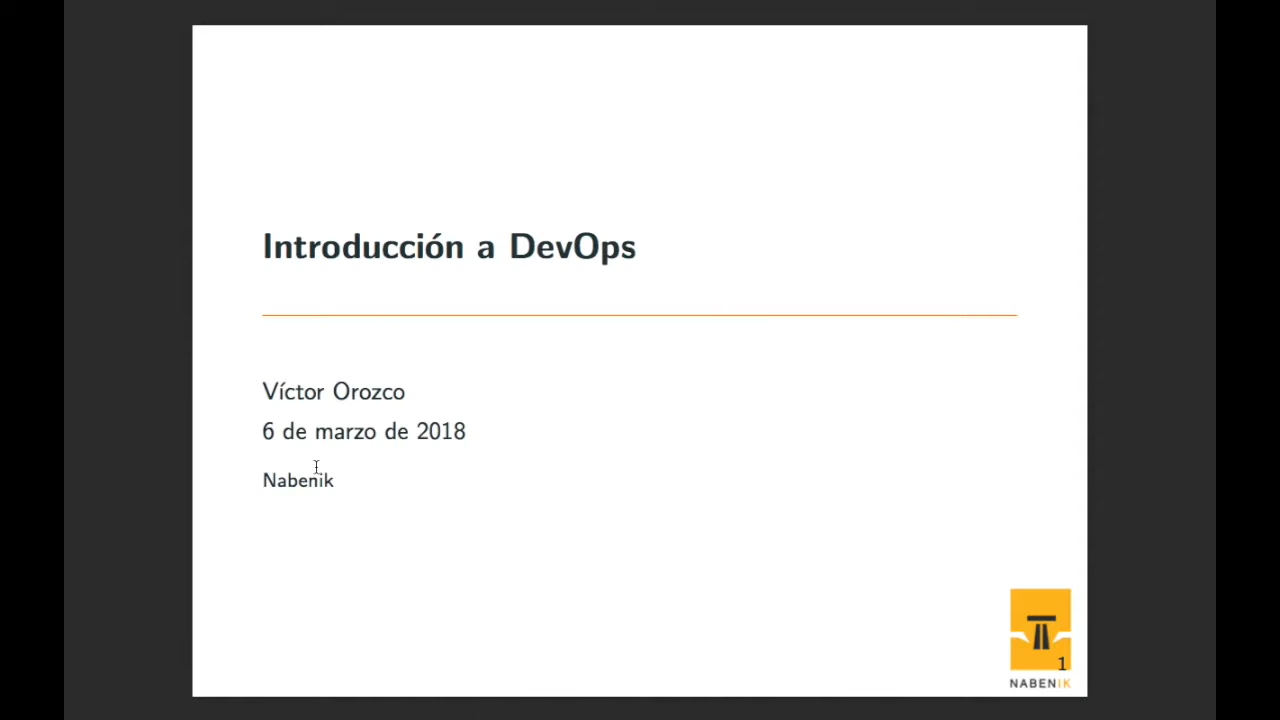 Introducción a DevOps
Víctor Orozco
6 de marzo de 2018
Nabenik
1
NABENIK